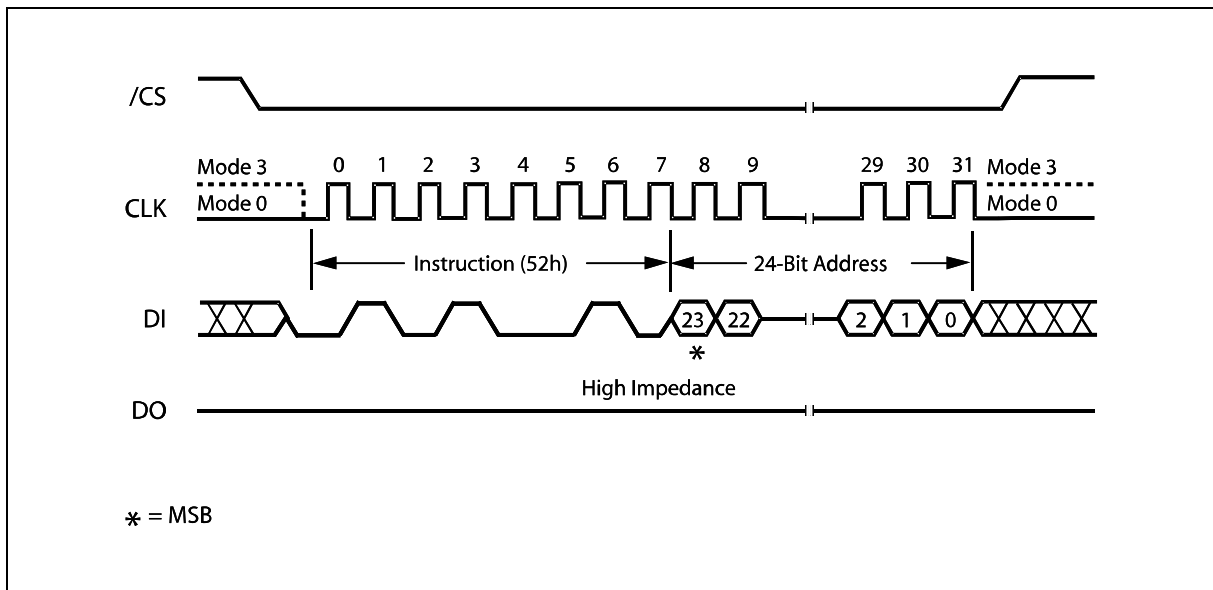 /CS
Mode 3 0 1 2 3 4 5 6 7 8 9 29 30 31 Mode 3
CLK Mode 0 Mode 0
Instruction (52h) 24-Bit Address
DI 23 22 2 1 0
*
High Impedance
DO
* = MSB